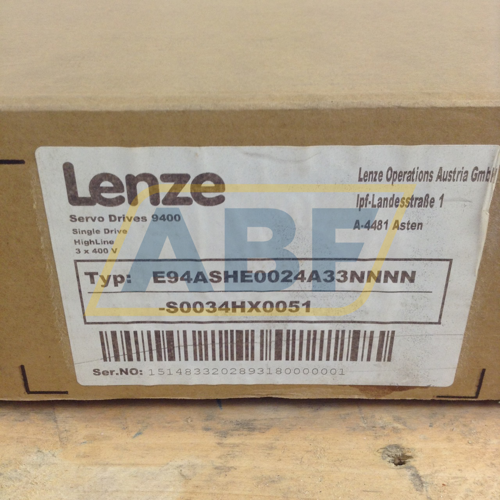 Lenze
Servo Drives 9400
Single Drive
HighLine
3 x 400 V
Lenze Operations Austria GmbH
Ipf-Landesstraße 1
A-4481 Asten
ABF
Typ: E94ASHE0024A33NNNN
-S0034HX0051
Ser.NO: 1514833202893180000001